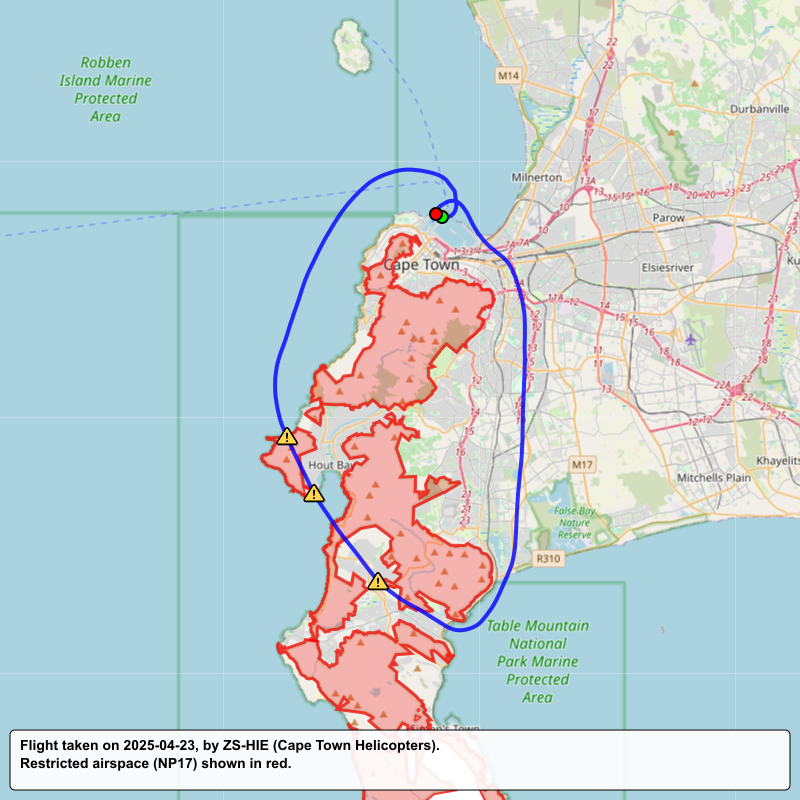 Robben
Island Marine
Protected
Area
M14
Durbanville
Milnerton
Parow
Cape Town
Elsiesriver
Hout Bay
M17
Khayelits
Mitchells Plain
False Bay
Nature
Reserve
R310
Table Mountain
National
Park Marine
Protected
Area
Flight taken on 2025-04-23, by ZS-HIE (Cape Town Helicopters).
Restricted airspace (NP17) shown in red.